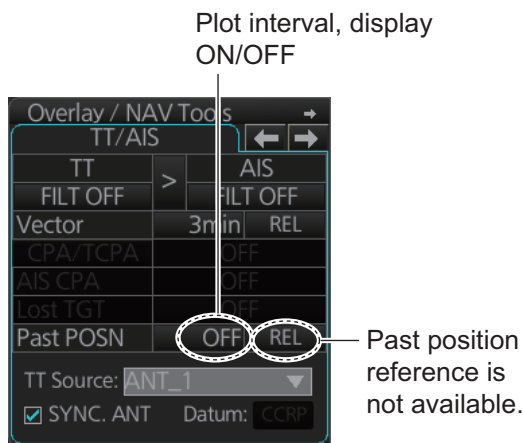 Plot interval, display
ON/OFF
Overlay / NAV Tools
TT/AIS
TT > AIS
FILT OFF FILT OFF
Vector 3min REL
CPA/TCPA OFF
AIS CPA OFF
Lost TGT OFF
Past POSN OFF REL
Past position
reference is
not available.
TT Source: ANT_1
SYNC. ANT Datum: CCRP